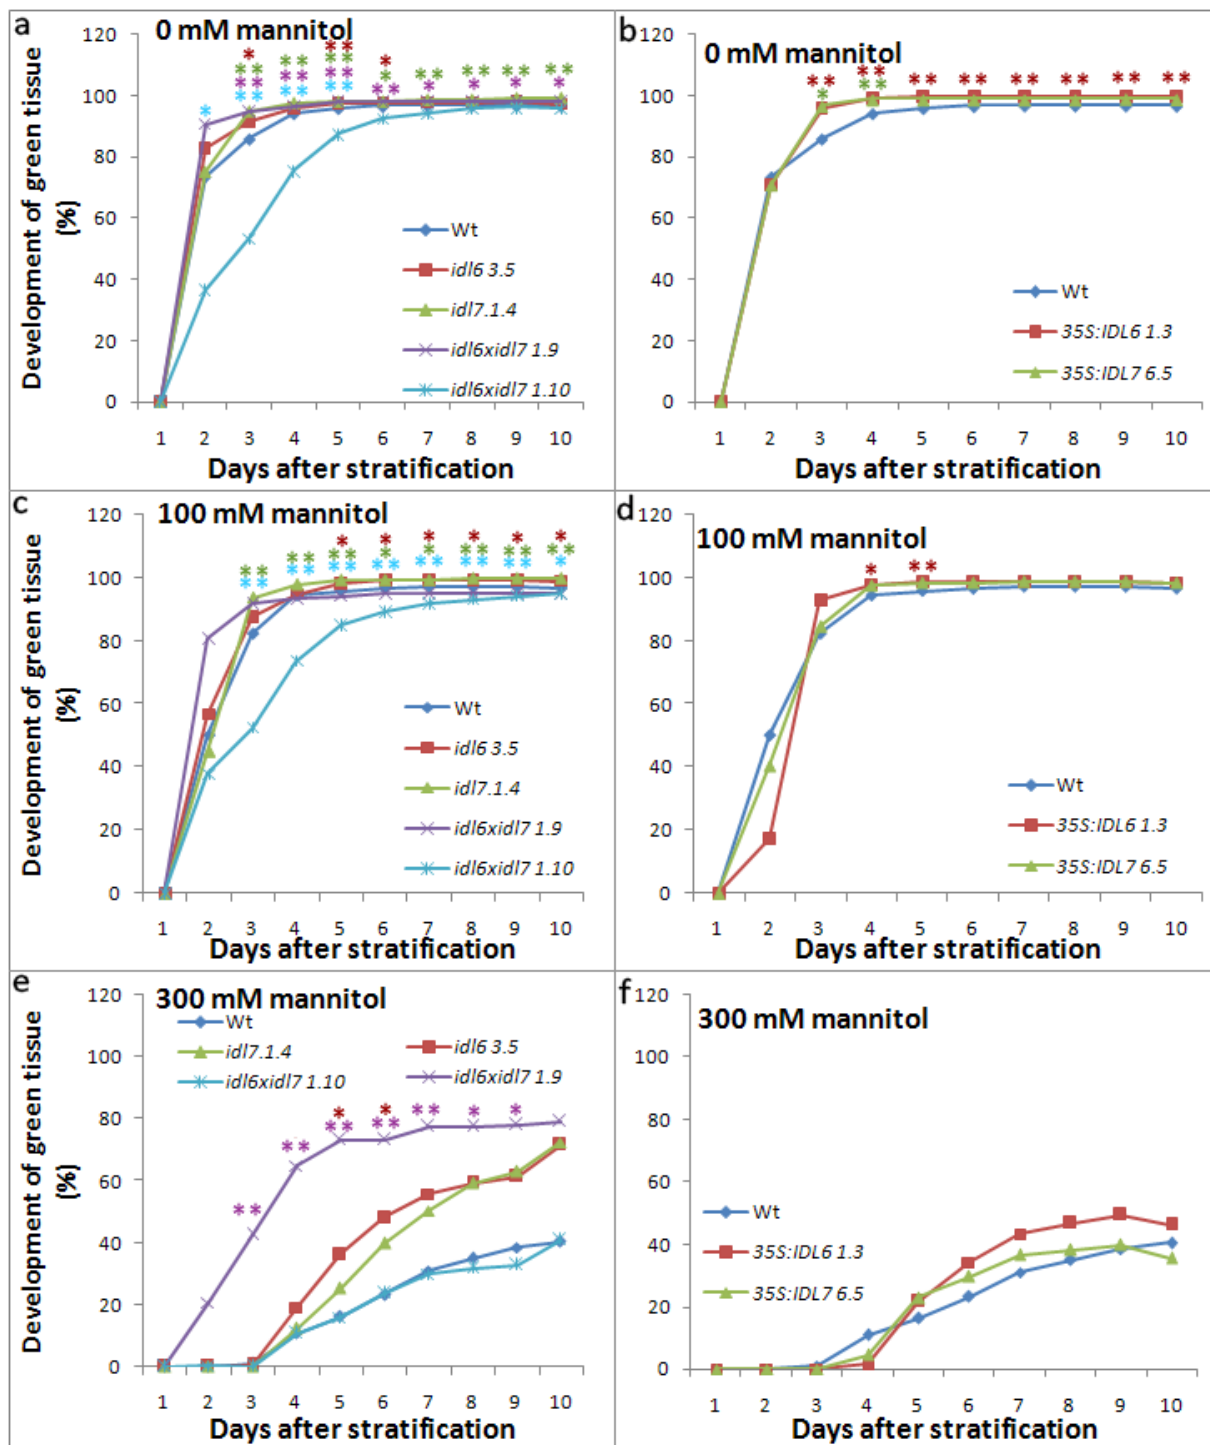 a
0 mM mannitol
120
100
80
60
40
20
0
Development of green tissue
(%)
* 
** ** ** *
** ** ** * ** ** ** **
** ** ** ** * * * *
* ** ** **
Wt
idl6 3.5
idl7.1.4
idl6xidl7 1.9
idl6xidl7 1.10
1 2 3 4 5 6 7 8 9 10
Days after stratification
b
0 mM mannitol
120
100
80
60
40
20
0
** ** ** ** ** ** ** **
* **
Wt
35S:IDL6 1.3
35S:IDL7 6.5
1 2 3 4 5 6 7 8 9 10
Days after stratification
c
100 mM mannitol
120
100
80
60
40
20
0
Development of green tissue
(%)
* * * * * *
** ** ** * * ** ** **
** ** ** ** ** ** ** *
Wt
idl6 3.5
idl7.1.4
idl6xidl7 1.9
idl6xidl7 1.10
1 2 3 4 5 6 7 8 9 10
Days after stratification
d
100 mM mannitol
120
100
80
60
40
20
0
* **
Wt
35S:IDL6 1.3
35S:IDL7 6.5
1 2 3 4 5 6 7 8 9 10
Days after stratification
e
300 mM mannitol
120
100
80
60
40
20
0
Development of green tissue
(%)
Wt
idl7.1.4 idl6 3.5
idl6xidl7 1.10 idl6xidl7 1.9
* *
** ** ** ** ** * *
1 2 3 4 5 6 7 8 9 10
Days after stratification
f
300 mM mannitol
120
100
80
60
40
20
0
Wt
35S:IDL6 1.3
35S:IDL7 6.5
1 2 3 4 5 6 7 8 9 10
Days after stratification